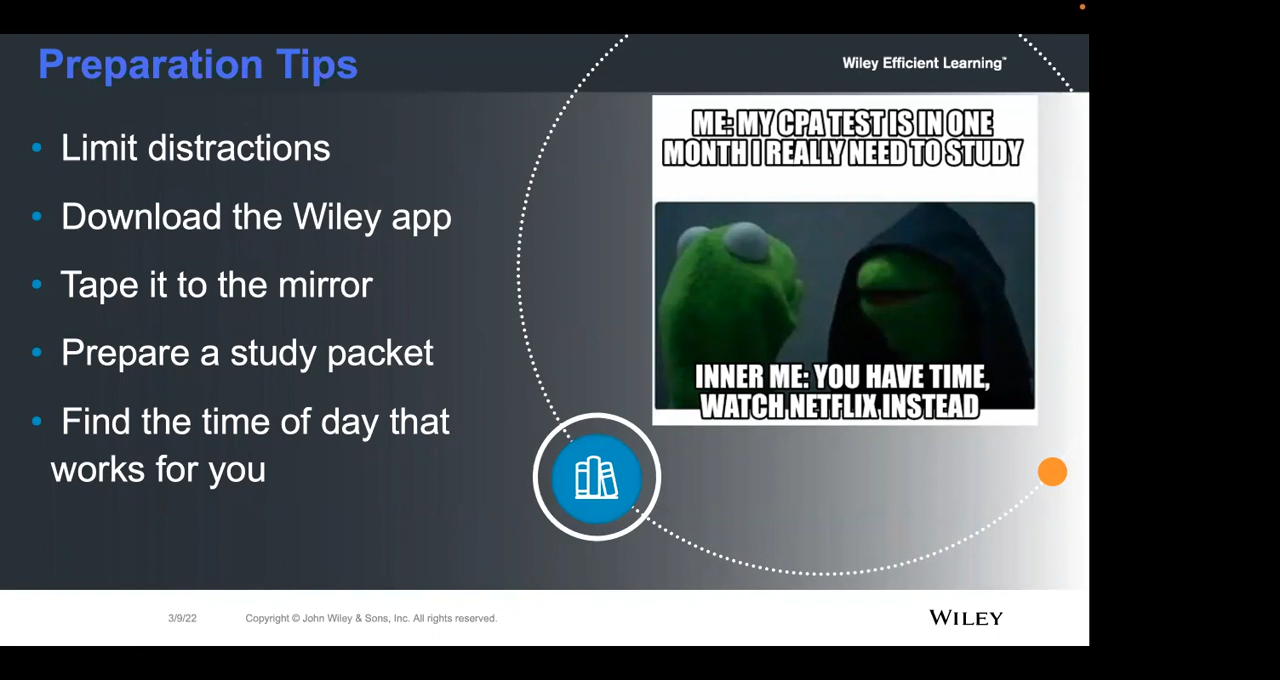 Preparation Tips
Wiley Efficient Learning™
• Limit distractions
• Download the Wiley app
• Tape it to the mirror
• Prepare a study packet
• Find the time of day that
works for you
ME: MY CPA TEST IS IN ONE
MONTH I REALLY NEED TO STUDY
INNER ME: YOU HAVE TIME,
WATCH NETFLIX INSTEAD
3/9/22
Copyright © John Wiley & Sons, Inc. All rights reserved.
WILEY